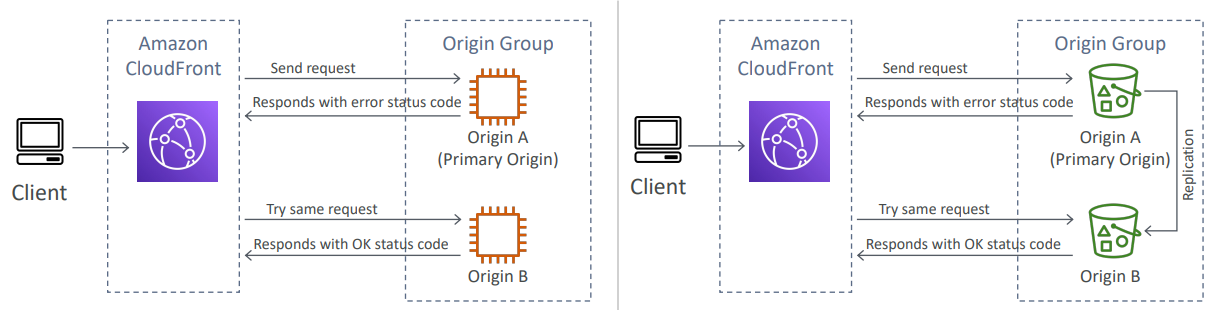 Amazon
CloudFront
Origin Group
Send request
Responds with error status code
Origin A
(Primary Origin)
Client
Try same request
Responds with OK status code
Origin B
Amazon
CloudFront
Origin Group
Send request
Responds with error status code
Origin A
(Primary Origin)
Replication
Client
Try same request
Responds with OK status code
Origin B